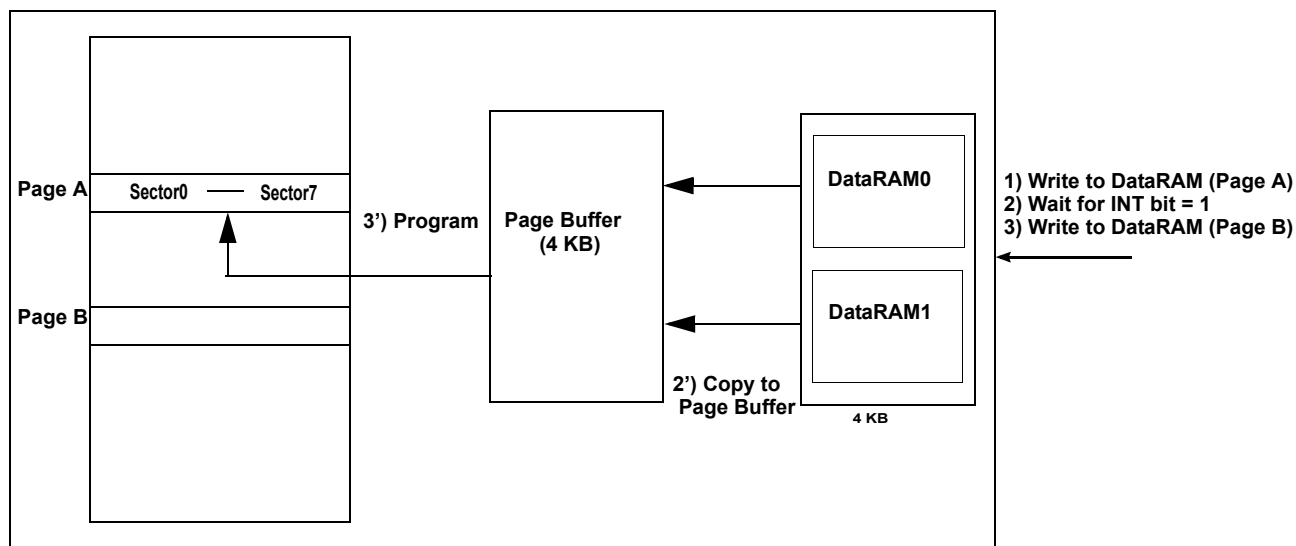 Page A
Sector0 — Sector7
3’) Program
Page Buffer
(4 KB)
DataRAM0
1) Write to DataRAM (Page A)
2) Wait for INT bit = 1
3) Write to DataRAM (Page B)
Page B
DataRAM1
2’) Copy to
Page Buffer
4 KB